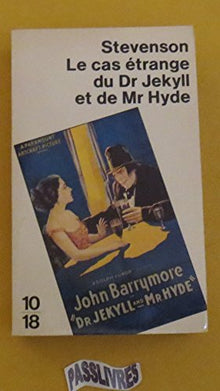 Stevenson
Le cas étrange
du Dr Jekyll
et de Mr Hyde
A PARAMOUNT
ARTCRAFT PICTURE
John Barrymore
"DR. JEKYLL AND MR. HYDE"
10
18
PASSLIVRES